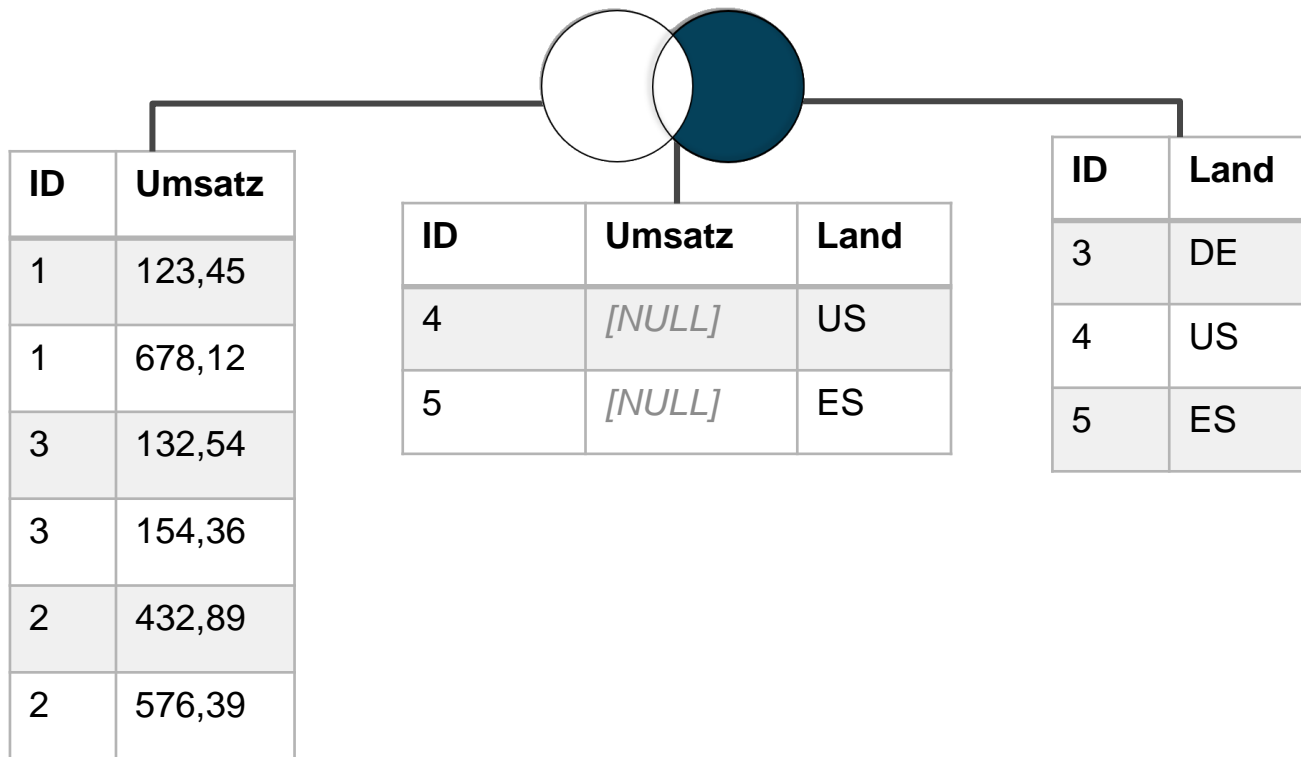 ID Umsatz
1 123,45
1 678,12
3 132,54
3 154,36
2 432,89
2 576,39
ID Umsatz Land
4 [NULL] US
5 [NULL] ES
ID Land
3 DE
4 US
5 ES